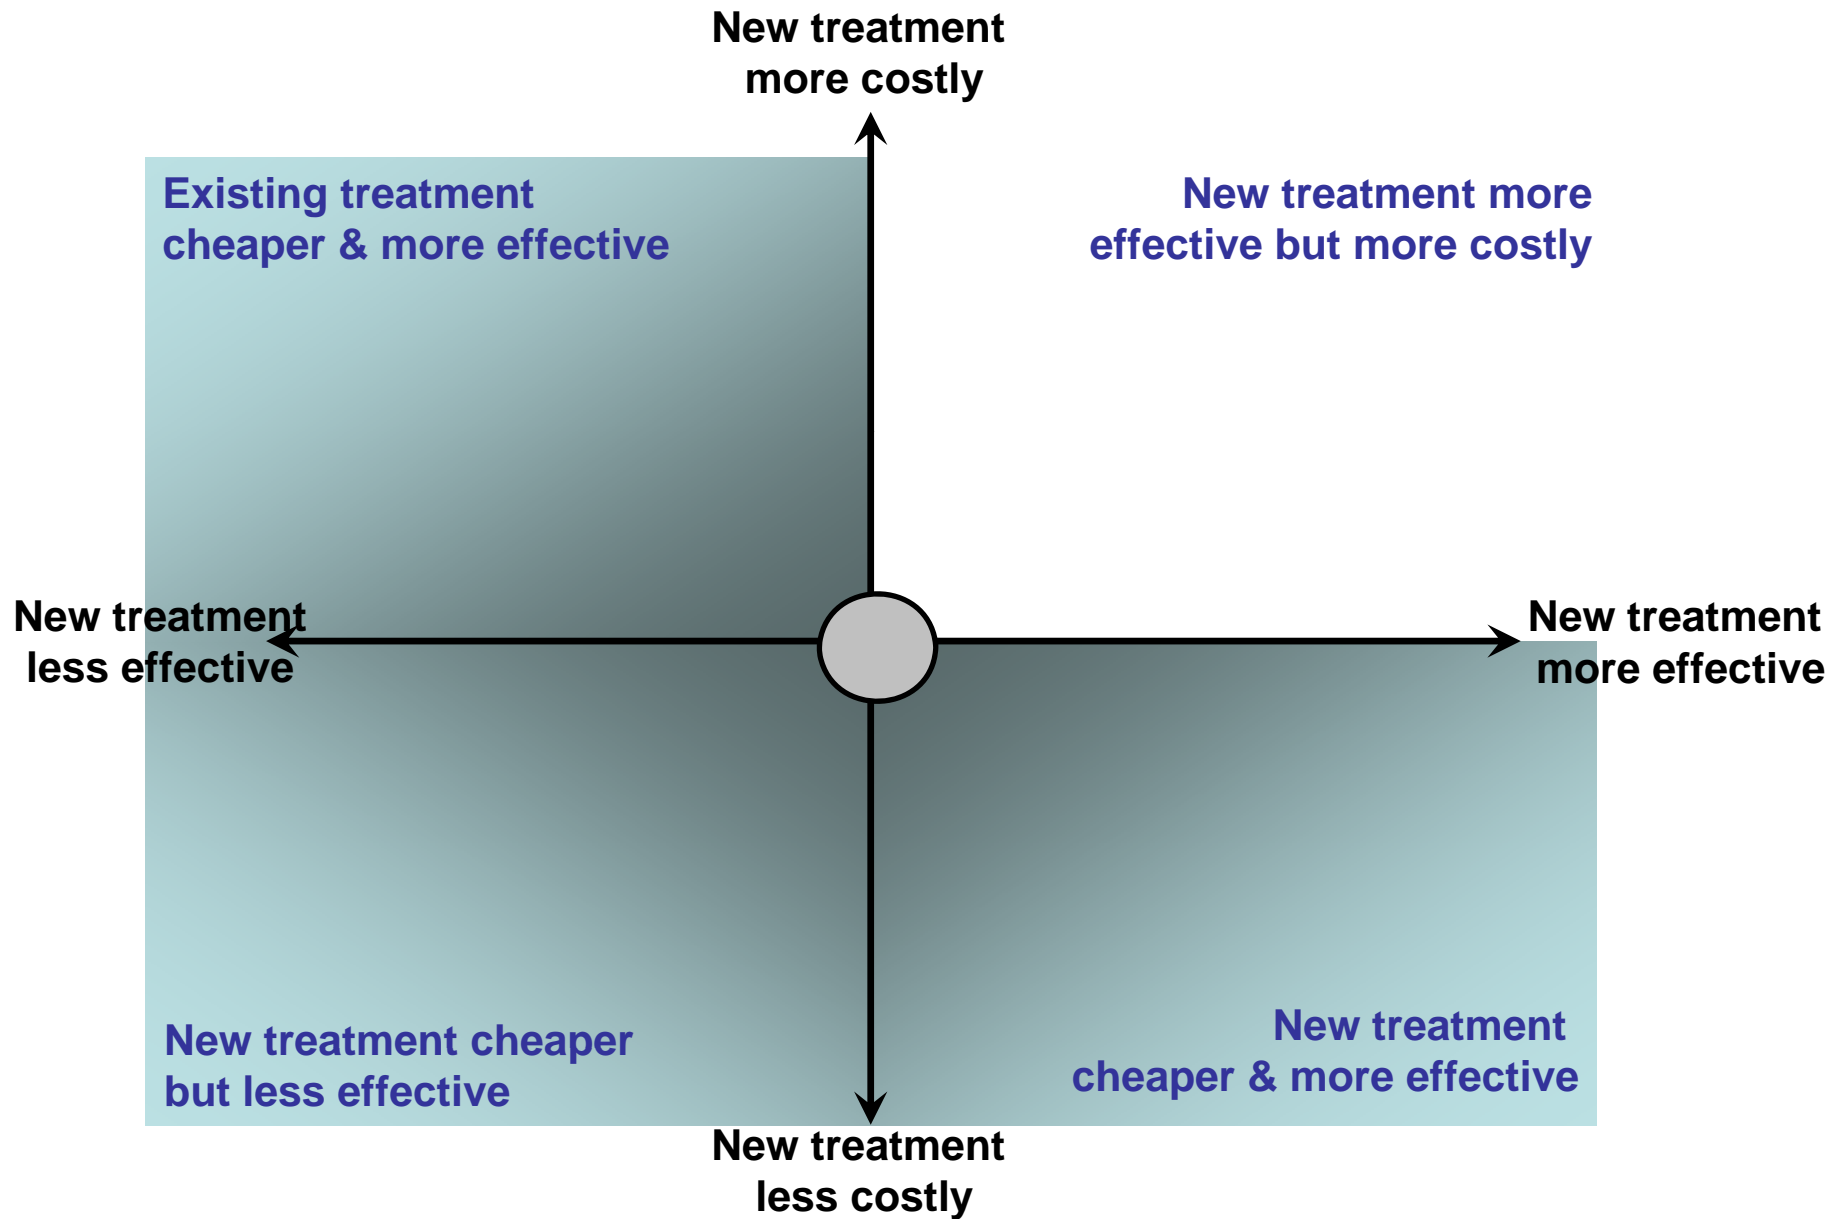 New treatment
more costly
Existing treatment
cheaper & more effective
New treatment more
effective but more costly
New treatment
less effective
New treatment
more effective
New treatment cheaper
but less effective
New treatment
cheaper & more effective
New treatment
less costly